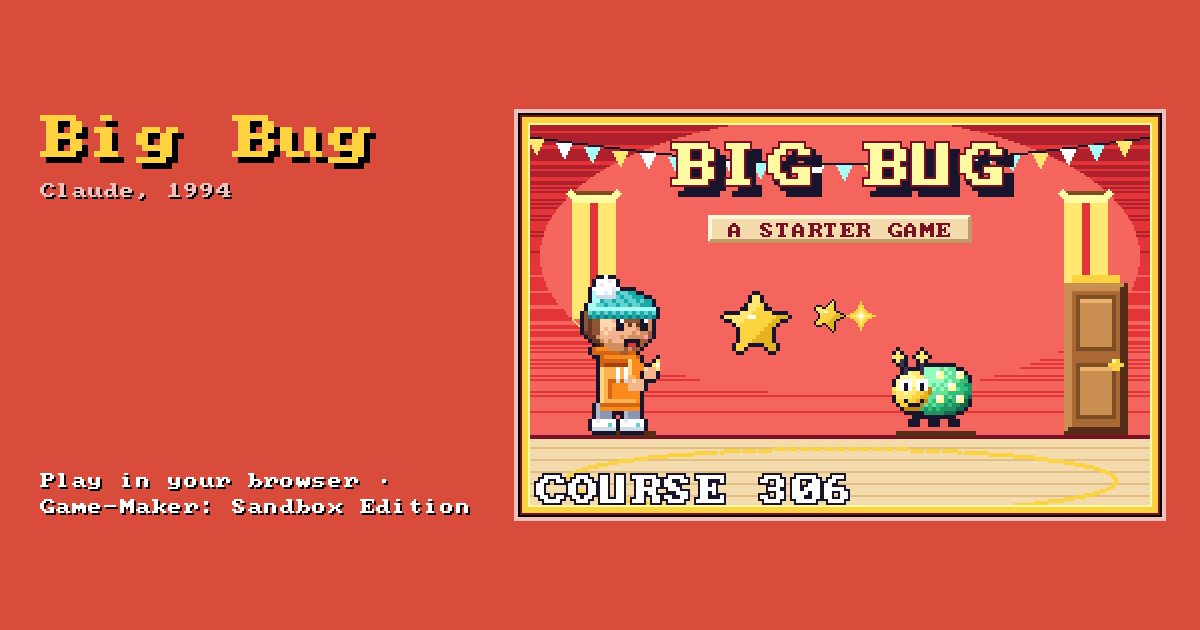 Big Bug
Claude, 1994
Play in your browser ·
Game-Maker: Sandbox Edition
BIG BUG
A STARTER GAME
COURSE 306